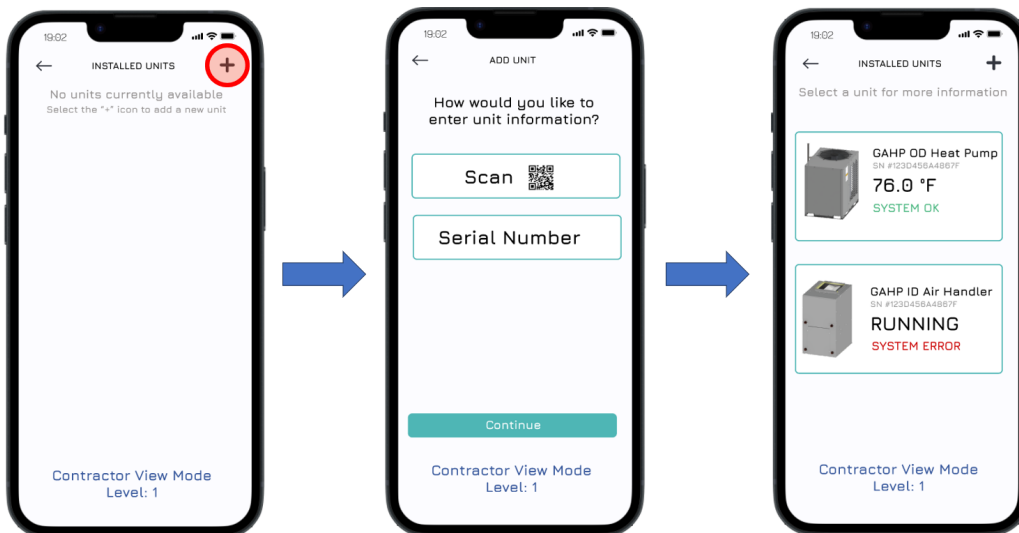 19:02
INSTALLED UNITS
No units currently available
Select the "+" icon to add a new unit
Contractor View Mode
Level: 1
19:02
ADD UNIT
How would you like to
enter unit information?
Scan
Serial Number
Continue
Contractor View Mode
Level: 1
19:02
INSTALLED UNITS
Select a unit for more information
GAHP OD Heat Pump
SN #123D456A4867F
76.0 °F
SYSTEM OK
GAHP ID Air Handler
SN #123D456A4867F
RUNNING
SYSTEM ERROR
Contractor View Mode
Level: 1